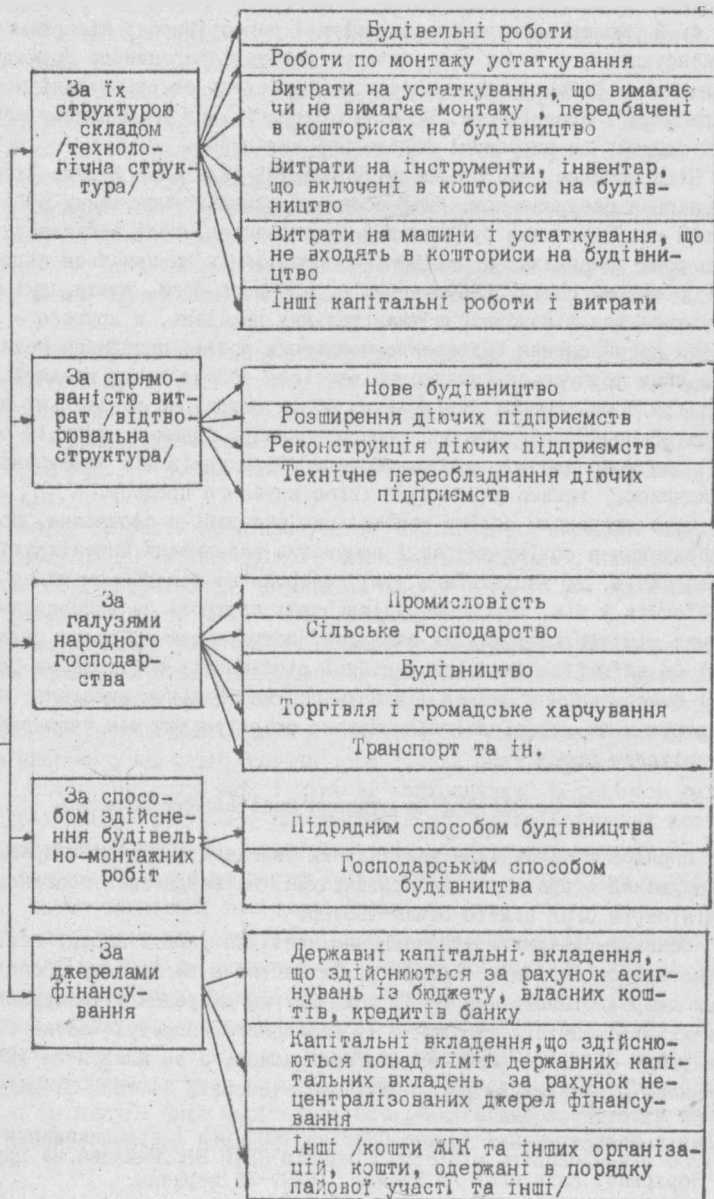 За їх
структурою
складом
/техноло-
гічна струк-
тура/
Будівельні роботи
Роботи по монтажу устаткування
Витрати на устаткування, що вимагає
чи не вимагає монтажу , передбачені
в кошторисах на будівництво
Витрати на інструменти, інвентар,
що включені в кошториси на будів-
ництво
Витрати на машини і устаткування, що
не входять в кошториси на будівни-
цтво
Інші капітальні роботи і витрати
За спрямо-
ваністю вит-
рат /відтво-
рювальна
структура/
Нове будівництво
Розширення діючих підприємств
Реконструкція діючих підприємств
Технічне переобладнання діючих
підприємств
За
галузями
народного
господар-
ства
Промисловість
Сільське господарство
Будівництво
Торгівля і громадське харчування
Транспорт та ін.
За спосо-
бом здійсне-
ння будівель-
но-монтажних
робіт
Підрядним способом будівництва
Господарським способом
будівництва
За
джерелами
фінансу-
вання
Державні капітальні вкладення,
що здійснюються за рахунок асиг-
нувань із бюджету, власних кош-
тів, кредитів банку
Капітальні вкладення,що здійсню-
ються понад ліміт державних капі-
тальних вкладень за рахунок не-
централізованих джерел фінансу-
вання
Інші /кошти ЖГК та інших організа-
цій, кошти, одержані в порядку
пайової участі та інші/